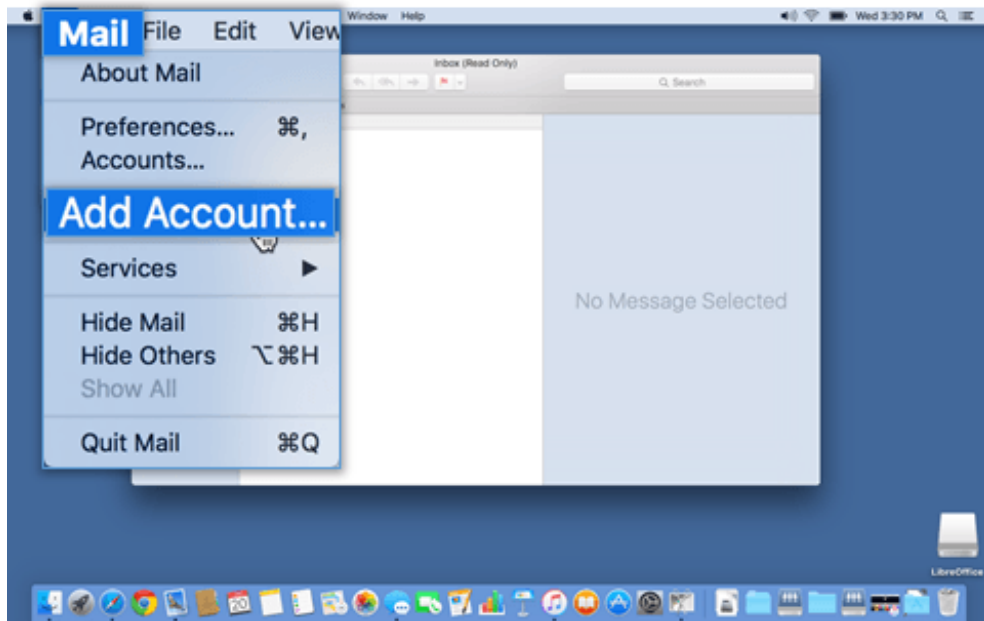 Mail File Edit View Window Help Wed 3:30 PM
About Mail
Preferences... ⌘,
Accounts...
Add Account...
Services ▶
Hide Mail ⌘H
Hide Others ⌥⌘H
Show All
Quit Mail ⌘Q
Inbox (Read Only)
Search
No Message Selected
LibreOffice
20